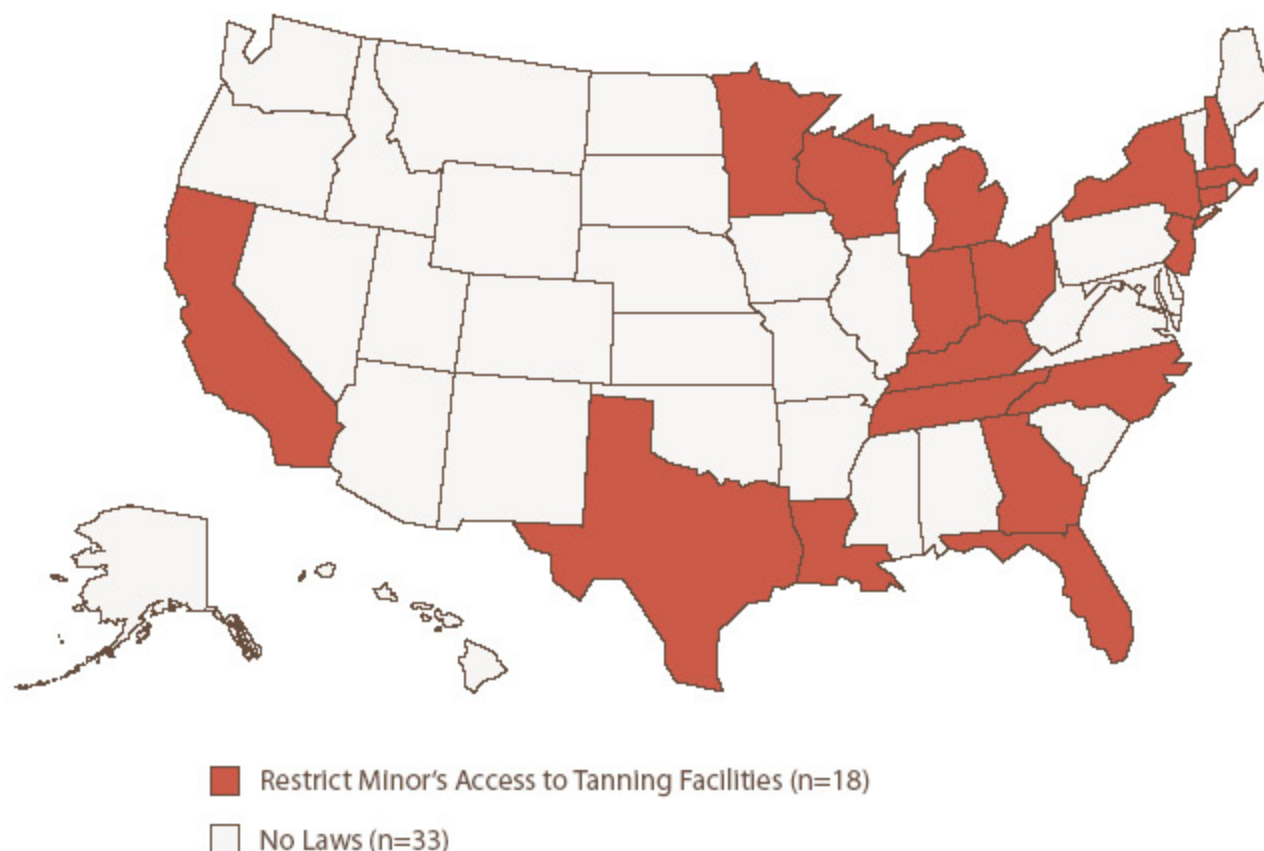 Restrict Minor's Access to Tanning Facilities (n=18)
No Laws (n=33)